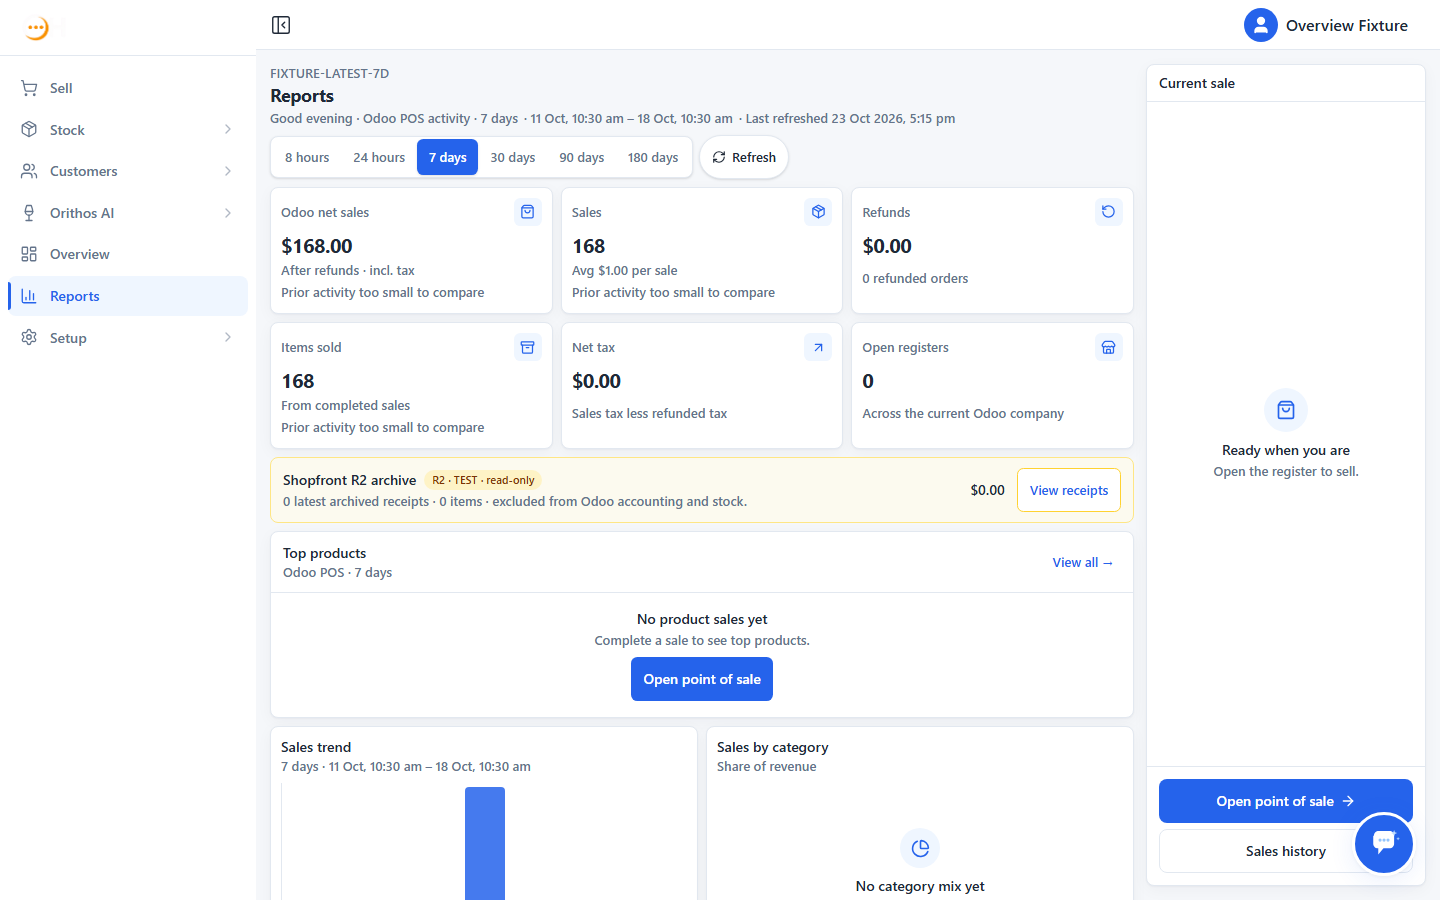 Overview Fixture
Sell
Stock
Customers
Orithos AI
Overview
Reports
Setup
FIXTURE-LATEST-7D
Reports
Good evening · Odoo POS activity · 7 days · 11 Oct, 10:30 am – 18 Oct, 10:30 am · Last refreshed 23 Oct 2026, 5:15 pm
8 hours 24 hours 7 days 30 days 90 days 180 days Refresh
Odoo net sales
$168.00
After refunds · incl. tax
Prior activity too small to compare
Sales
168
Avg $1.00 per sale
Prior activity too small to compare
Refunds
$0.00
0 refunded orders
Items sold
168
From completed sales
Prior activity too small to compare
Net tax
$0.00
Sales tax less refunded tax
Open registers
0
Across the current Odoo company
Shopfront R2 archive R2 · TEST · read-only
0 latest archived receipts · 0 items · excluded from Odoo accounting and stock.
$0.00 View receipts
Top products
Odoo POS · 7 days
View all →
No product sales yet
Complete a sale to see top products.
Open point of sale
Sales trend
7 days · 11 Oct, 10:30 am – 18 Oct, 10:30 am
Sales by category
Share of revenue
No category mix yet
Current sale
Ready when you are
Open the register to sell.
Open point of sale →
Sales history